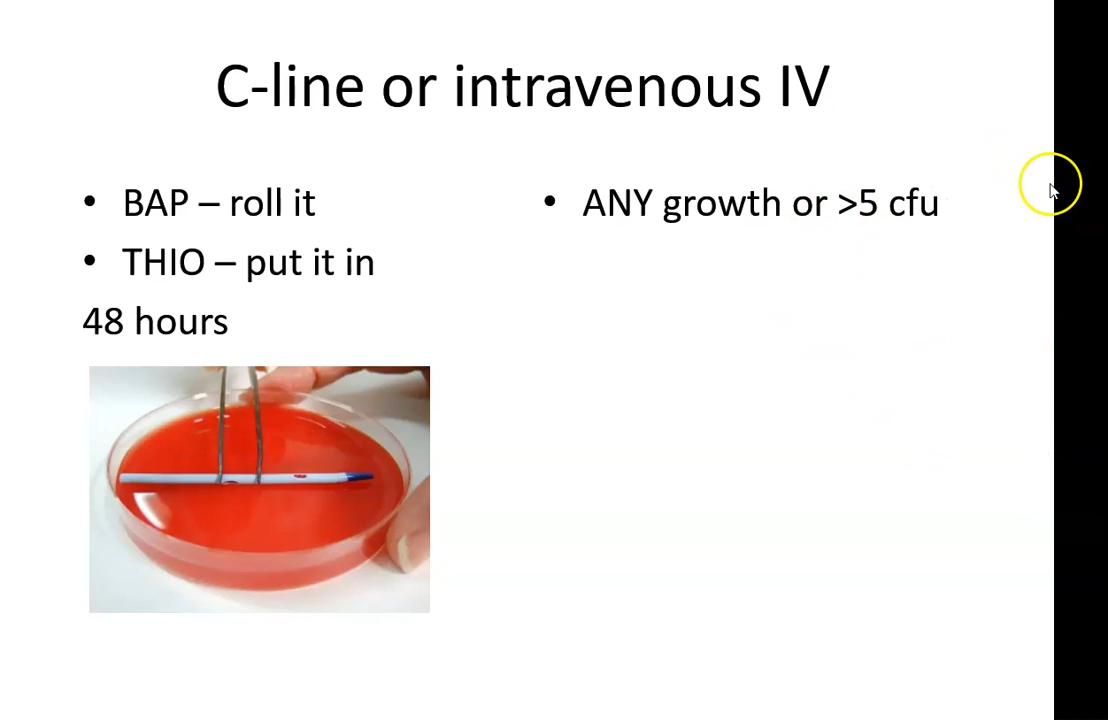 C-line or intravenous IV
• BAP – roll it
• THIO – put it in
48 hours
• ANY growth or >5 cfu